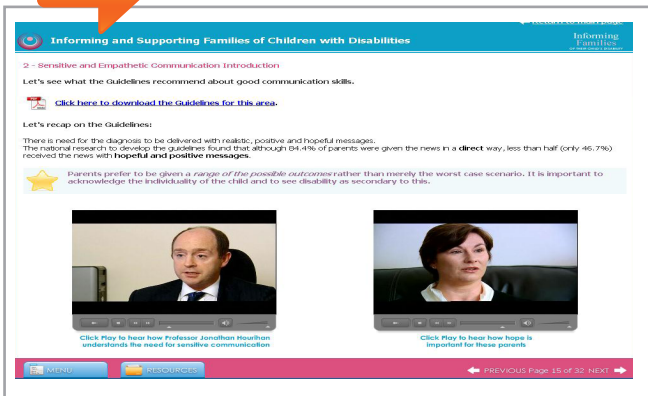 Return to main page
Informing and Supporting Families of Children with Disabilities
Informing
Families
2 - Sensitive and Empathetic Communication Introduction
Let's see what the Guidelines recommend about good communication skills.
Click here to download the Guidelines for this area.
Let's recap on the Guidelines:
There is need for the diagnosis to be delivered with realistic, positive and hopeful messages.
The national research to develop the guidelines found that although 84.4% of parents were given the news in a direct way, less than half (only 46.7%)
received the news with hopeful and positive messages.
Parents prefer to be given a range of the possible outcomes rather than merely the worst case scenario. It is important to
acknowledge the individuality of the child and to see disability as secondary to this.
Click Play to hear how Professor Jonathan Hourihan
understands the need for sensitive communication
Click Play to hear how hope is
important for these parents
MENU
RESOURCES
PREVIOUS Page 15 of 32 NEXT